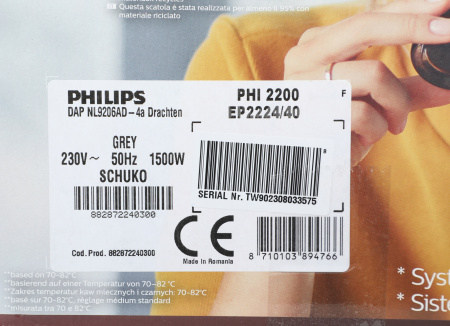 Questa scatola è stata realizzata per almeno il 95% con
materiale riciclato
PHILIPS
DAP NL9206AD-4a Drachten
PHI 2200
EP2224/40
F
GREY
230V~ 50Hz 1500W
SCHUKO
882872240300
SERIAL Nr. TW902308033575
Cod. Prod. 882872240300
CE
Made in Romania
8 710103 894766
*based on 70-82°C
*basierend auf einer Temperatur von 70-82 °C
*Zakres temperatur kaw mlecznych i czarnych: 70-82°C
*basé sur 70-82°C, réglage médium standard
*misurata tra 70 e 82°C
* Syst
* Siste